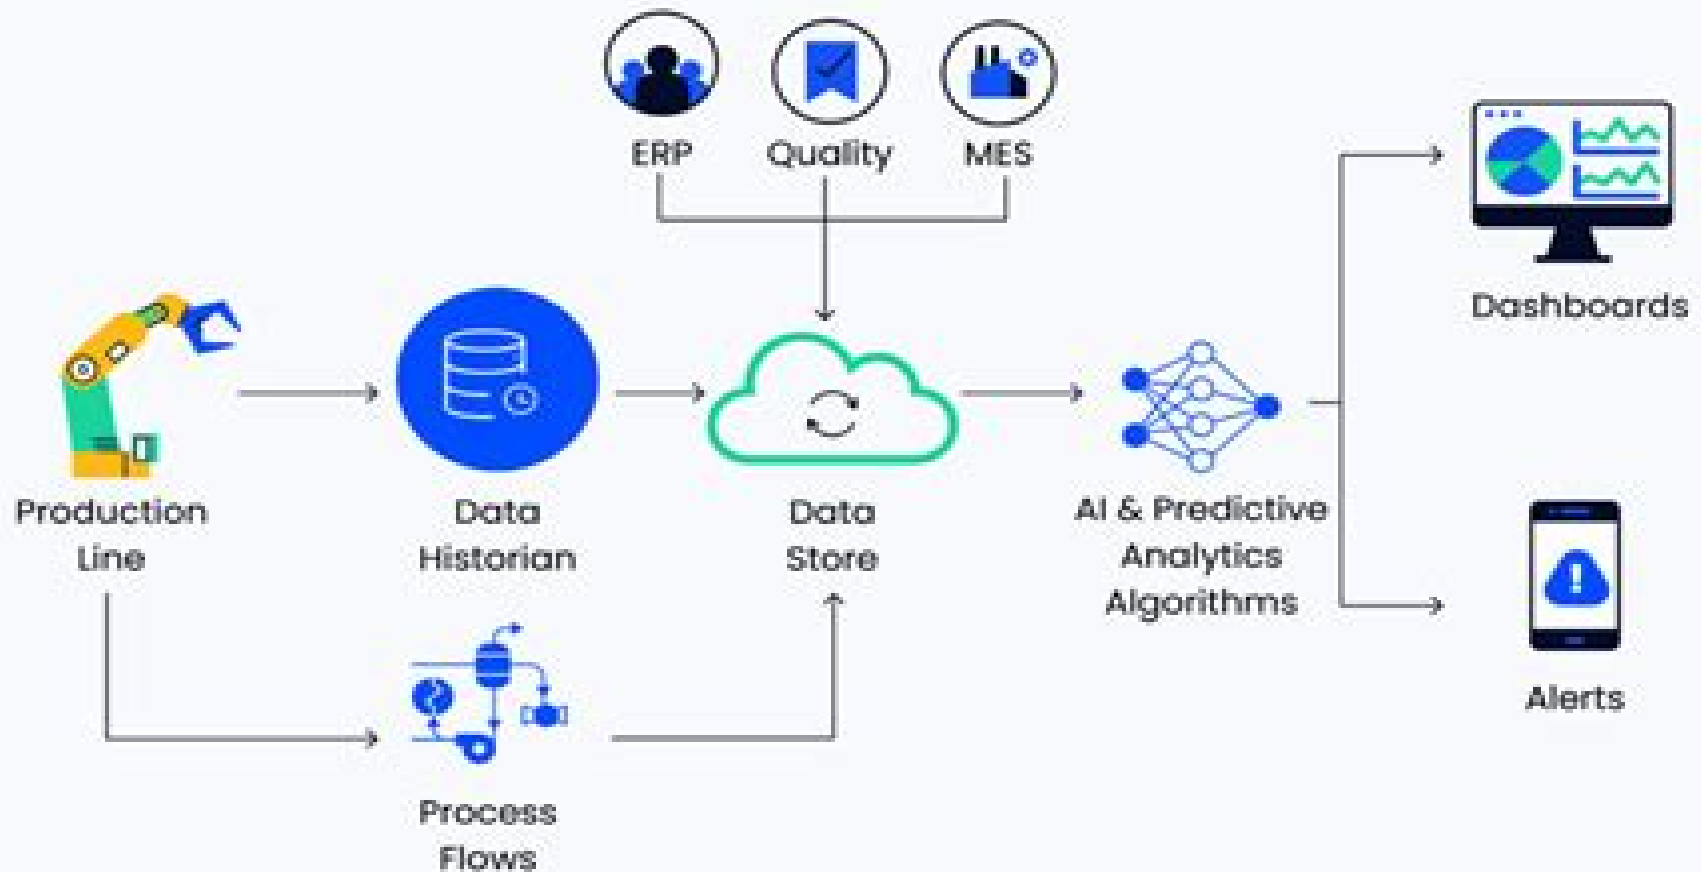 ERP
Quality
MES
Dashboards
Production
Line
Data
Historian
Data
Store
AI & Predictive
Analytics
Algorithms
Alerts
Process
Flows